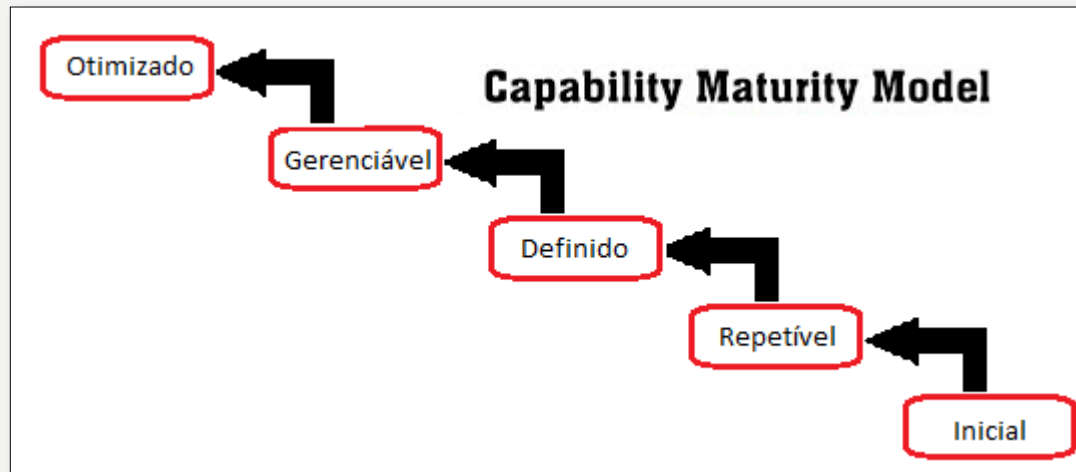 Otimizado
Capability Maturity Model
Gerenciável
Definido
Repetível
Inicial